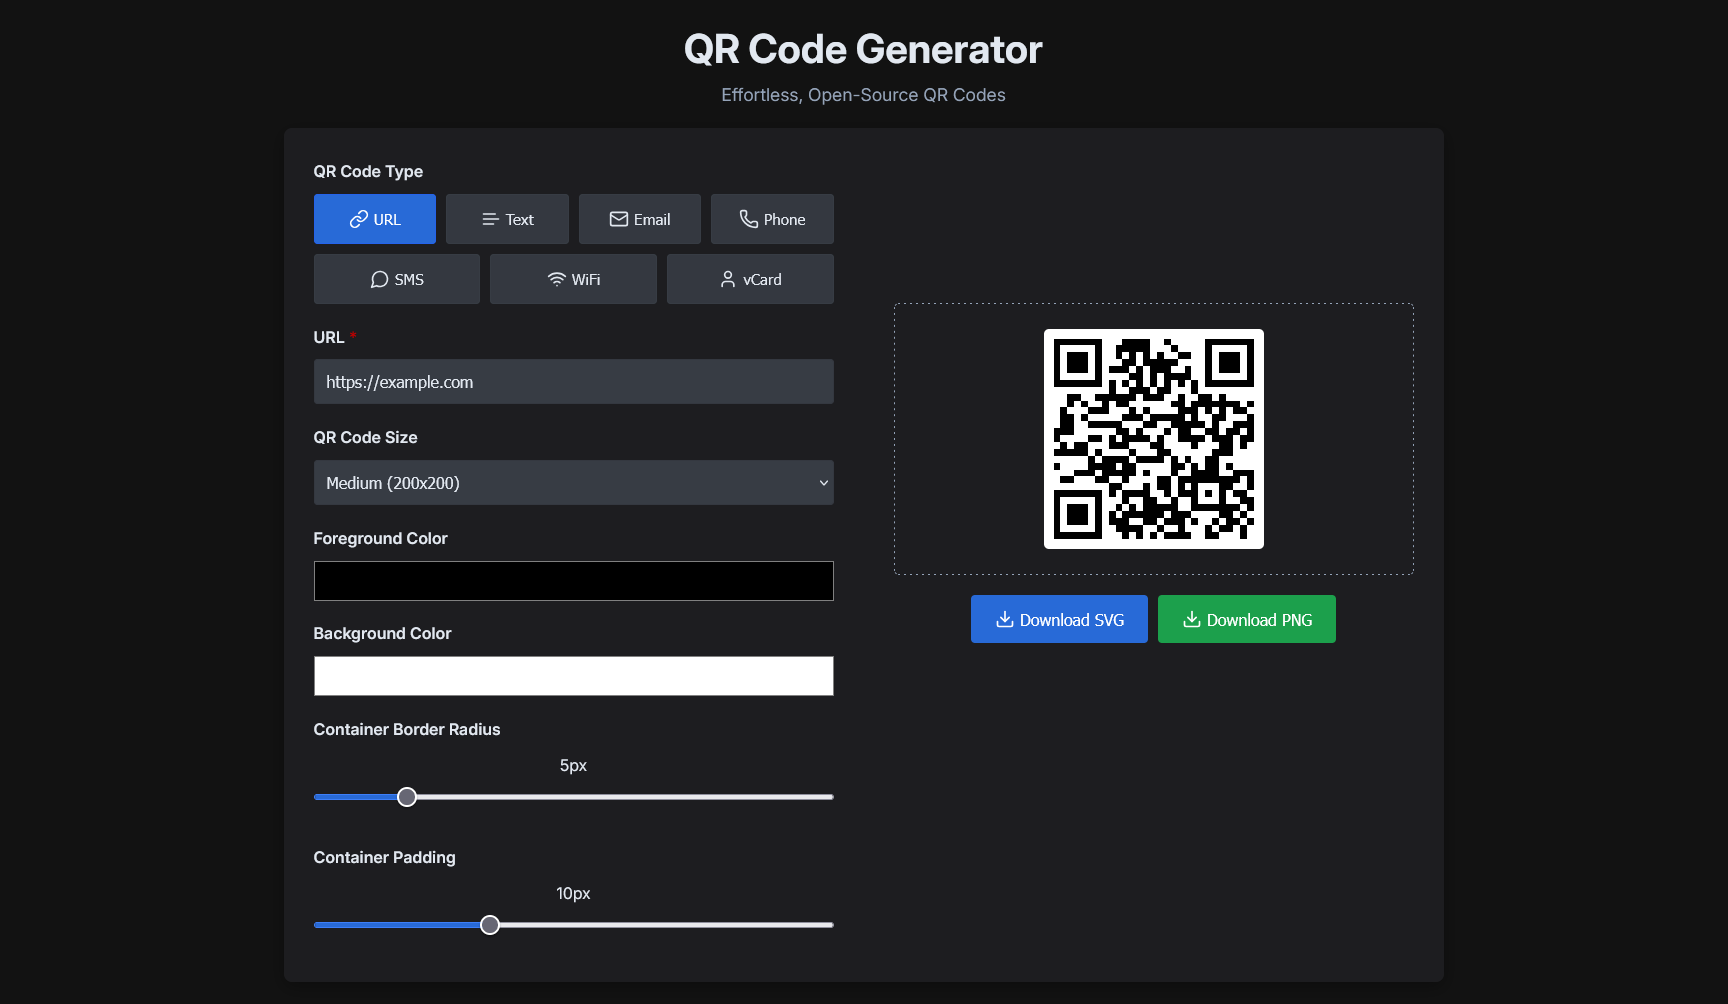 QR Code Generator
Effortless, Open-Source QR Codes
QR Code Type
URL
Text
Email
Phone
SMS
WiFi
vCard
URL *
https://example.com
QR Code Size
Medium (200x200)
Foreground Color
Background Color
Container Border Radius
5px
Container Padding
10px
Download SVG
Download PNG